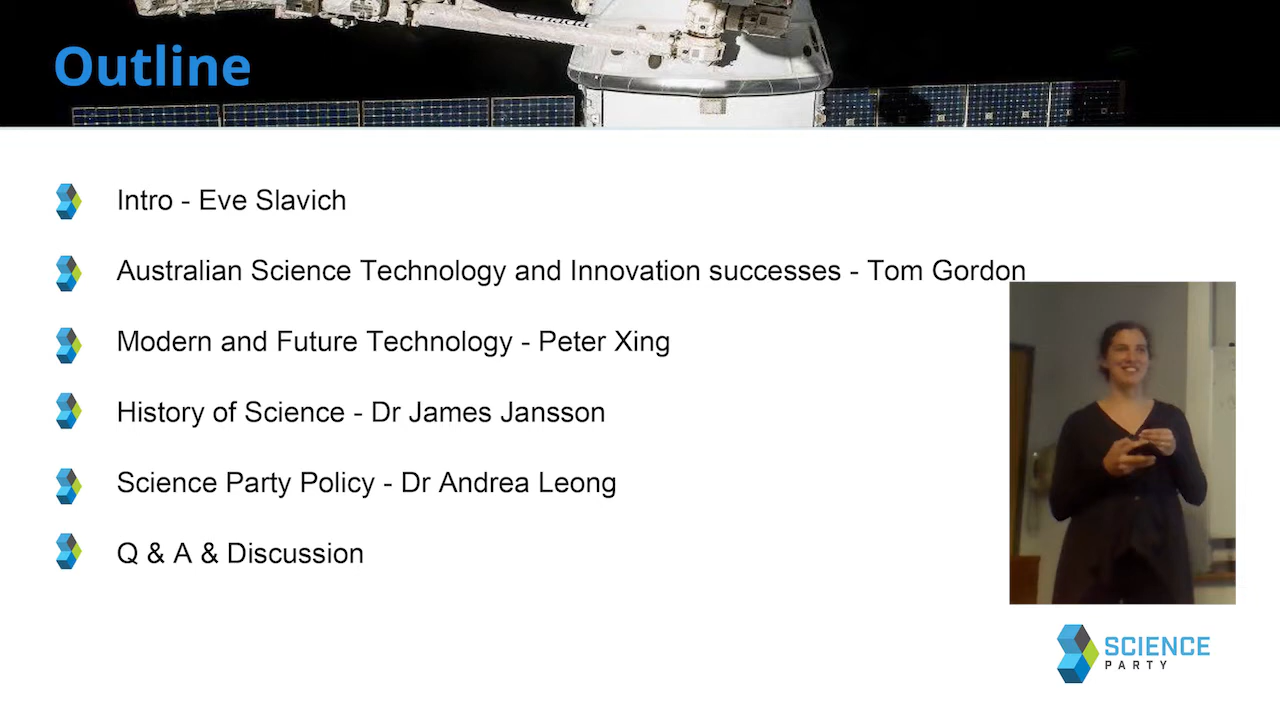 Outline
Intro - Eve Slavich
Australian Science Technology and Innovation successes - Tom Gordon
Modern and Future Technology - Peter Xing
History of Science - Dr James Jansson
Science Party Policy - Dr Andrea Leong
Q & A & Discussion
SCIENCE
PARTY